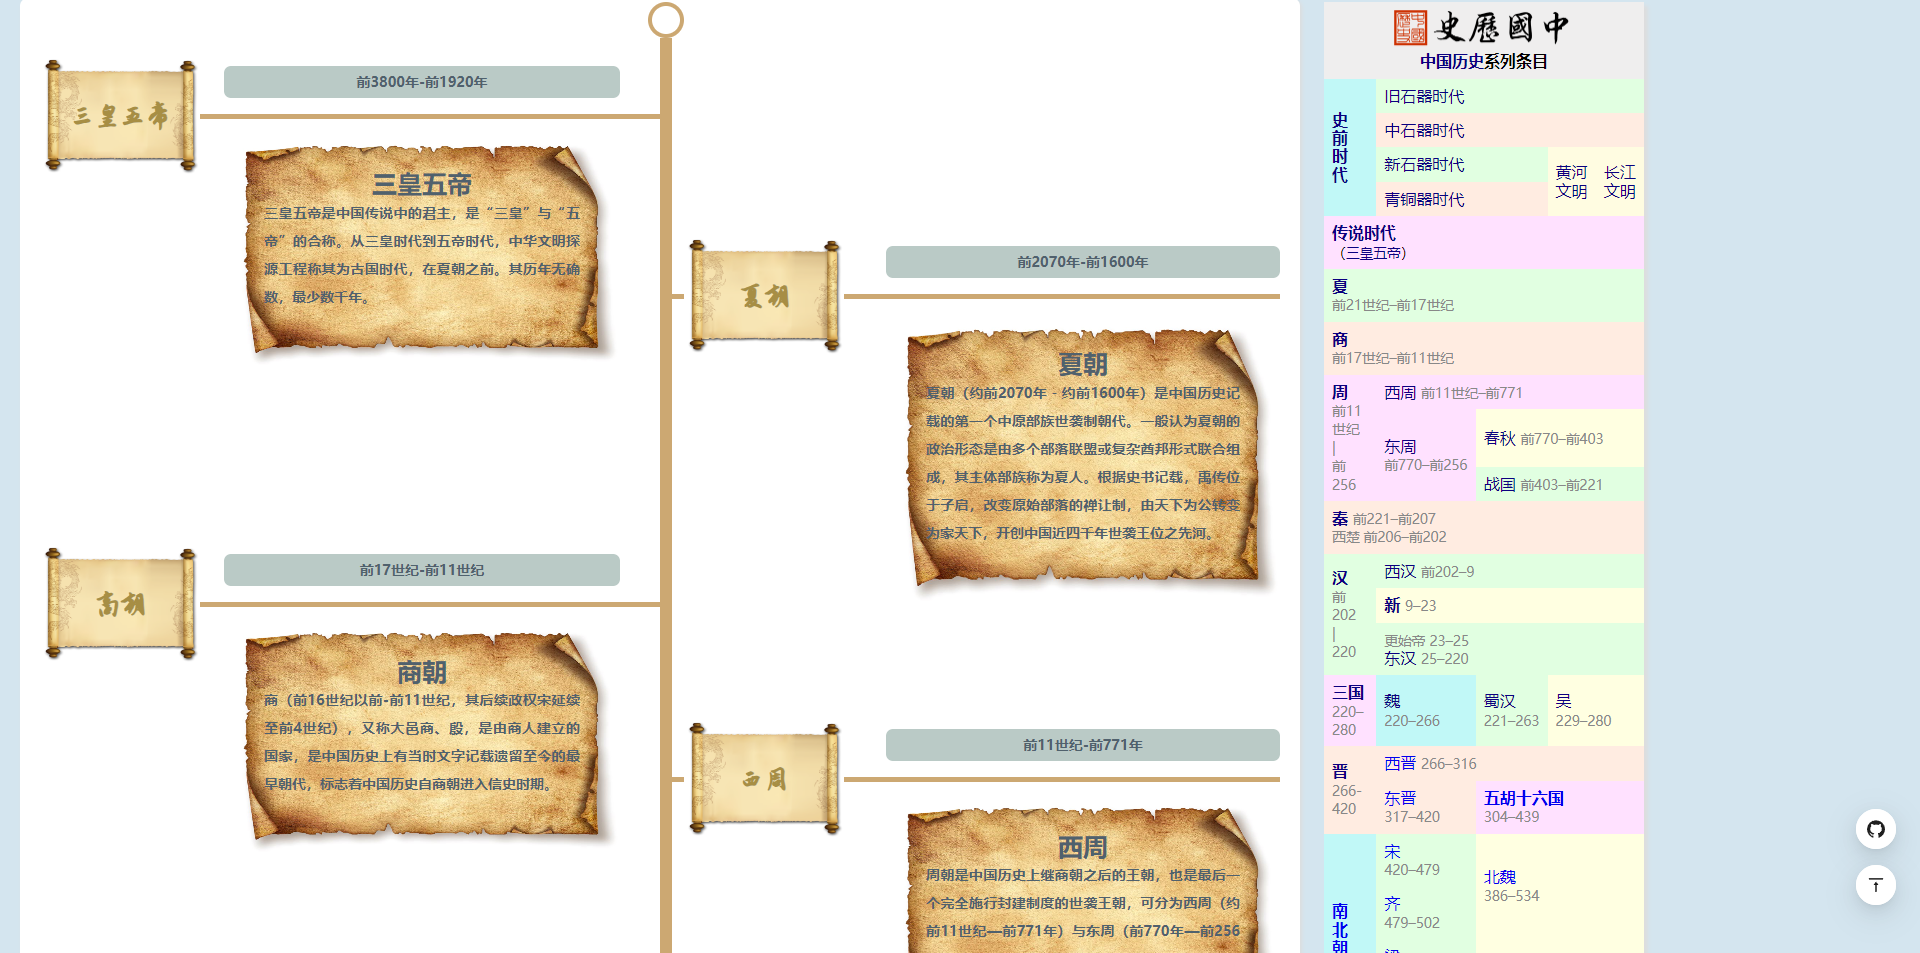 三皇五帝
前3800年-前1920年
三皇五帝
三皇五帝是中国传说中的君主，是“三皇”与“五
帝”的合称。从三皇时代到五帝时代，中华文明探
源工程称其为古国时代，在夏朝之前。其历年无确
数，最少数千年。
夏朝
前2070年-前1600年
夏朝
夏朝（约前2070年 - 约前1600年）是中国历史记
载的第一个中原部族世袭制朝代。一般认为夏朝的
政治形态是由多个部落联盟或复杂酋邦形式联合组
成，其主体部族称为夏人。根据史书记载，禹传位
于子启，改变原始部落的禅让制，由天下为公转变
为家天下，开创中国近四千年世袭王位之先河。
商朝
前17世纪-前11世纪
商朝
商（前16世纪以前-前11世纪，其后续政权宋延续
至前4世纪），又称大邑商、殷，是由商人建立的
国家，是中国历史上有当时文字记载遗留至今的最
早朝代，标志着中国历史自商朝进入信史时期。
西周
前11世纪-前771年
西周
周朝是中国历史上继商朝之后的王朝，也是最后一
个完全施行封建制度的世袭王朝，可分为西周（约
前11世纪—前771年）与东周（前770年—前256
史歷國中
中国历史系列条目
史前时代
旧石器时代
中石器时代
新石器时代
青铜器时代
黄河
文明
长江
文明
传说时代
（三皇五帝）
夏
前21世纪–前17世纪
商
前17世纪–前11世纪
周
前11
世纪
|
前
256
西周 前11世纪–前771
东周
前770–前256
春秋 前770–前403
战国 前403–前221
秦 前221–前207
西楚 前206–前202
汉
前
202
|
220
西汉 前202–9
新 9–23
更始帝 23–25
东汉 25–220
三国
220–
280
魏
220–266
蜀汉
221–263
吴
229–280
晋
266-
420
西晋 266–316
东晋
317–420
五胡十六国
304–439
南北朝
宋
420–479
齐
479–502
北魏
386–534